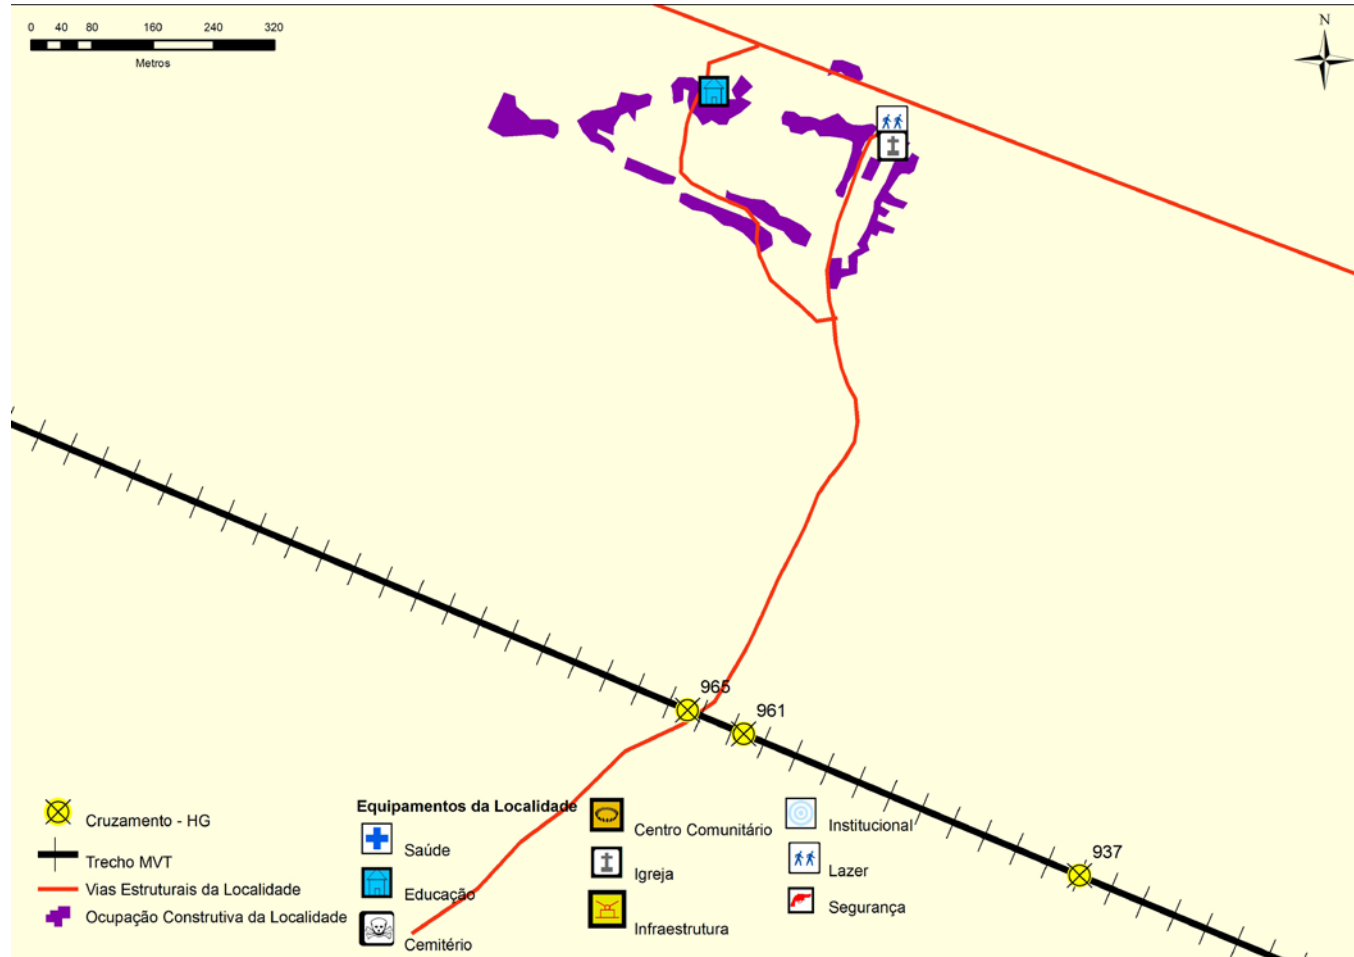 0 40 80 160 240 320
Metros
N
965
961
937
Cruzamento - HG
Trecho MVT
Vias Estruturais da Localidade
Ocupação Construtiva da Localidade
Equipamentos da Localidade
Saúde
Educação
Cemitério
Centro Comunitário
Igreja
Infraestrutura
Institucional
Lazer
Segurança